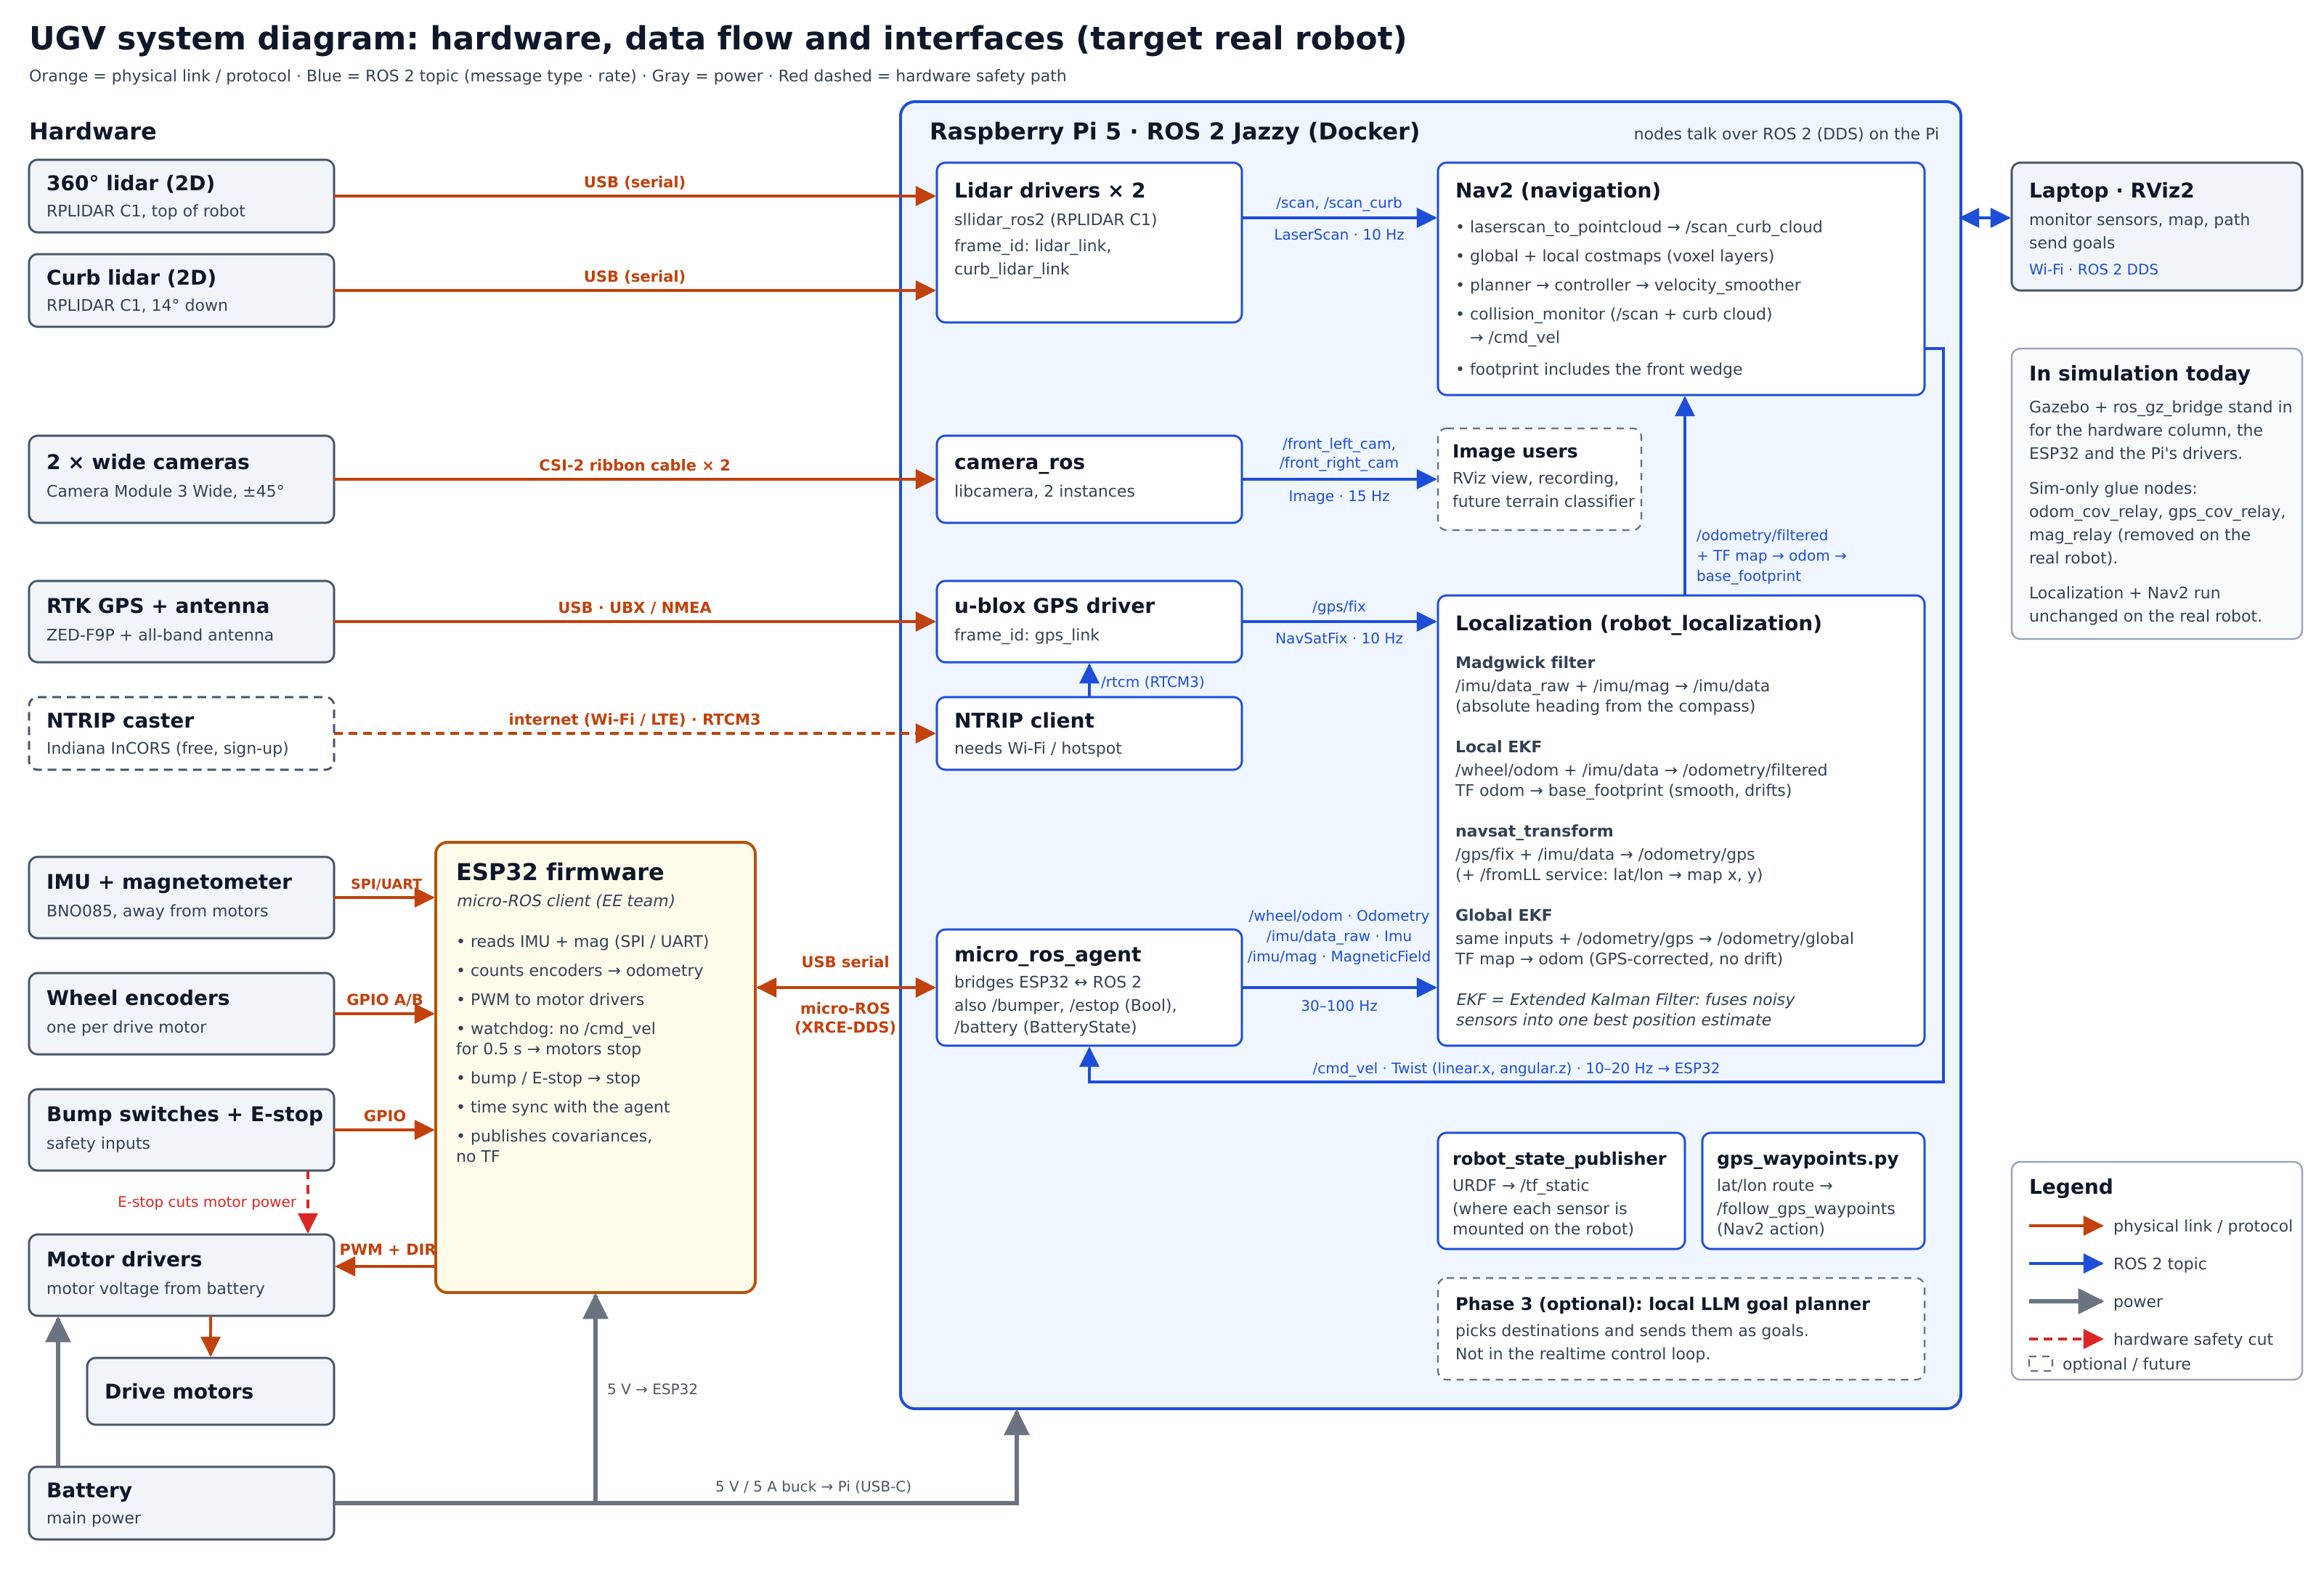 UGV system diagram: hardware, data flow and interfaces (target real robot)
Orange = physical link / protocol · Blue = ROS 2 topic (message type · rate) · Gray = power · Red dashed = hardware safety path
Hardware
360° lidar (2D)
RPLIDAR C1, top of robot
USB (serial)
Curb lidar (2D)
RPLIDAR C1, 14° down
USB (serial)
2 × wide cameras
Camera Module 3 Wide, ±45°
CSI-2 ribbon cable × 2
RTK GPS + antenna
ZED-F9P + all-band antenna
USB · UBX / NMEA
NTRIP caster
Indiana InCORS (free, sign-up)
internet (Wi-Fi / LTE) · RTCM3
IMU + magnetometer
BNO085, away from motors
SPI/UART
Wheel encoders
one per drive motor
GPIO A/B
Bump switches + E-stop
safety inputs
GPIO
E-stop cuts motor power
Motor drivers
motor voltage from battery
PWM + DIR
Drive motors
Battery
main power
ESP32 firmware
micro-ROS client (EE team)
• reads IMU + mag (SPI / UART)
• counts encoders → odometry
• PWM to motor drivers
• watchdog: no /cmd_vel
for 0.5 s → motors stop
• bump / E-stop → stop
• time sync with the agent
• publishes covariances,
no TF
USB serial
micro-ROS
(XRCE-DDS)
5 V → ESP32
5 V / 5 A buck → Pi (USB-C)
Raspberry Pi 5 · ROS 2 Jazzy (Docker)
nodes talk over ROS 2 (DDS) on the Pi
Lidar drivers × 2
sllidar_ros2 (RPLIDAR C1)
frame_id: lidar_link,
curb_lidar_link
/scan, /scan_curb
LaserScan · 10 Hz
Nav2 (navigation)
• laserscan_to_pointcloud → /scan_curb_cloud
• global + local costmaps (voxel layers)
• planner → controller → velocity_smoother
• collision_monitor (/scan + curb cloud)
→ /cmd_vel
• footprint includes the front wedge
camera_ros
libcamera, 2 instances
/front_left_cam,
/front_right_cam
Image · 15 Hz
Image users
RViz view, recording,
future terrain classifier
/odometry/filtered
+ TF map → odom →
base_footprint
u-blox GPS driver
frame_id: gps_link
/gps/fix
NavSatFix · 10 Hz
/rtcm (RTCM3)
NTRIP client
needs Wi-Fi / hotspot
Localization (robot_localization)
Madgwick filter
/imu/data_raw + /imu/mag → /imu/data
(absolute heading from the compass)
Local EKF
/wheel/odom + /imu/data → /odometry/filtered
TF odom → base_footprint (smooth, drifts)
navsat_transform
/gps/fix + /imu/data → /odometry/gps
(+ /fromLL service: lat/lon → map x, y)
Global EKF
same inputs + /odometry/gps → /odometry/global
TF map → odom (GPS-corrected, no drift)
EKF = Extended Kalman Filter: fuses noisy
sensors into one best position estimate
micro_ros_agent
bridges ESP32 ↔ ROS 2
also /bumper, /estop (Bool),
/battery (BatteryState)
/wheel/odom · Odometry
/imu/data_raw · Imu
/imu/mag · MagneticField
30–100 Hz
/cmd_vel · Twist (linear.x, angular.z) · 10–20 Hz → ESP32
robot_state_publisher
URDF → /tf_static
(where each sensor is
mounted on the robot)
gps_waypoints.py
lat/lon route →
/follow_gps_waypoints
(Nav2 action)
Phase 3 (optional): local LLM goal planner
picks destinations and sends them as goals.
Not in the realtime control loop.
Laptop · RViz2
monitor sensors, map, path
send goals
Wi-Fi · ROS 2 DDS
In simulation today
Gazebo + ros_gz_bridge stand in
for the hardware column, the
ESP32 and the Pi's drivers.
Sim-only glue nodes:
odom_cov_relay, gps_cov_relay,
mag_relay (removed on the
real robot).
Localization + Nav2 run
unchanged on the real robot.
Legend
physical link / protocol
ROS 2 topic
power
hardware safety cut
optional / future